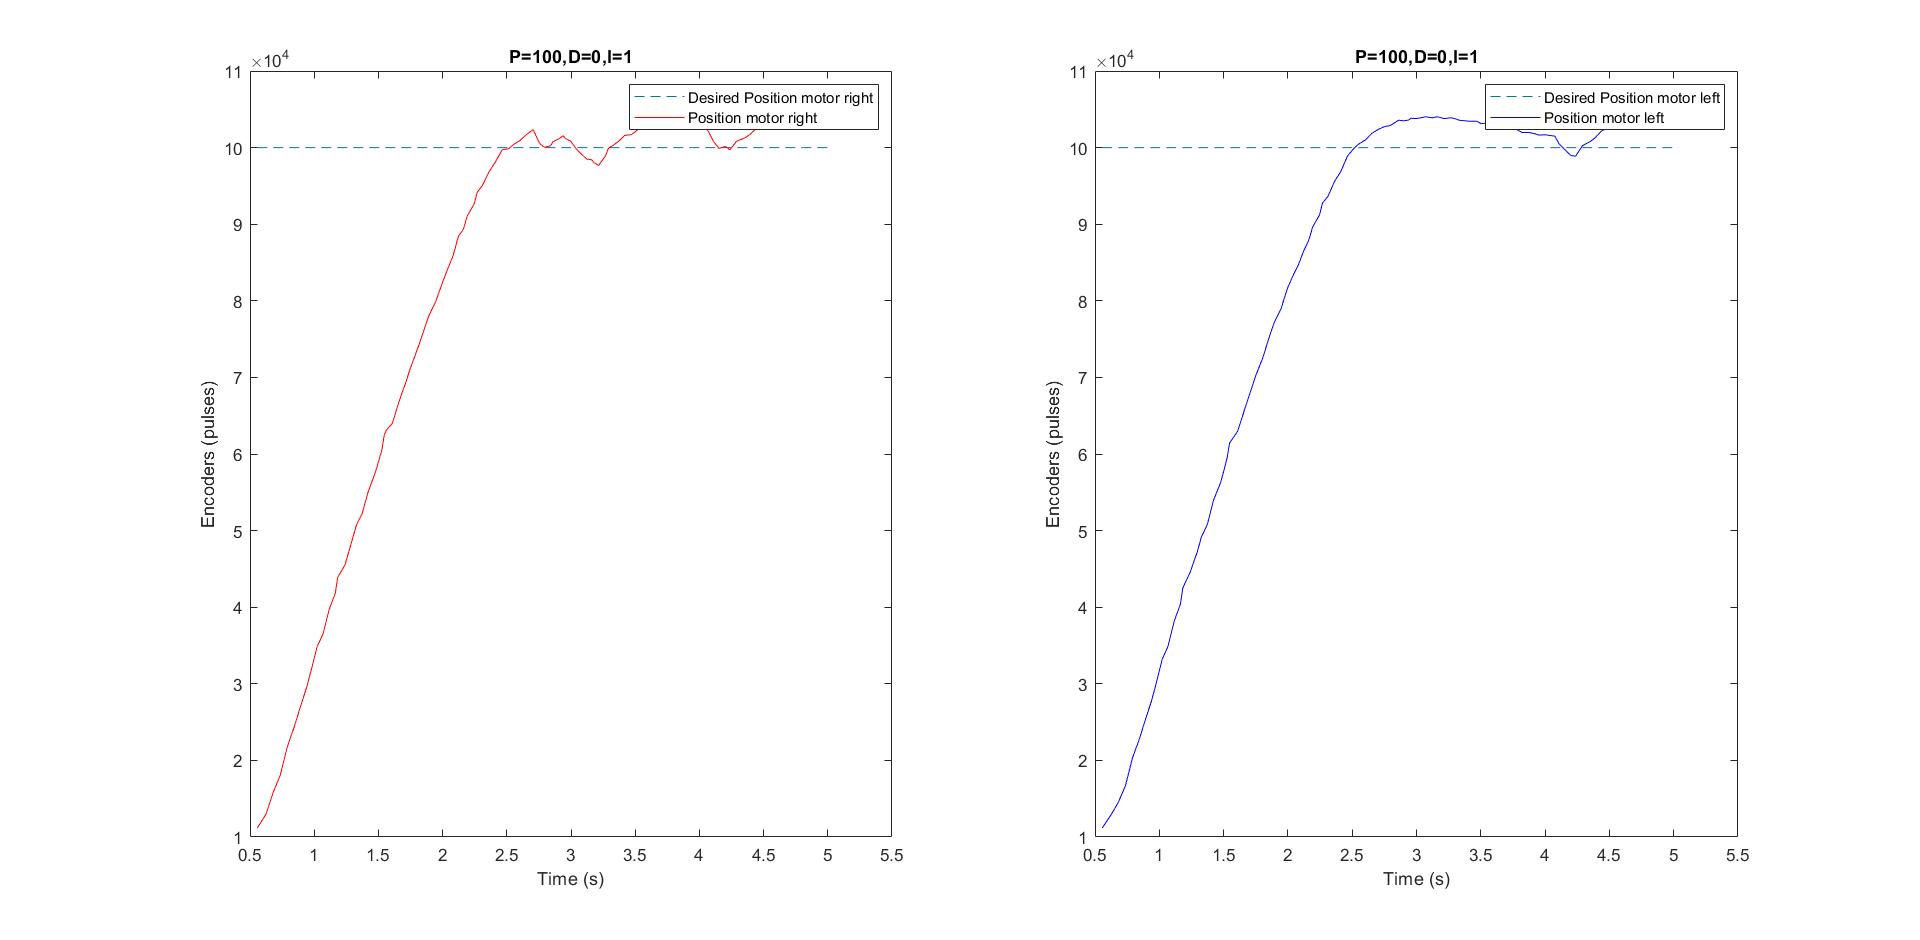 P=100,D=0,I=1
×10⁴
11
10
9
8
7
6
5
4
3
2
1
Encoders (pulses)
Desired Position motor right
Position motor right
0.5 1 1.5 2 2.5 3 3.5 4 4.5 5 5.5
Time (s)
P=100,D=0,I=1
×10⁴
11
10
9
8
7
6
5
4
3
2
1
Encoders (pulses)
Desired Position motor left
Position motor left
0.5 1 1.5 2 2.5 3 3.5 4 4.5 5 5.5
Time (s)